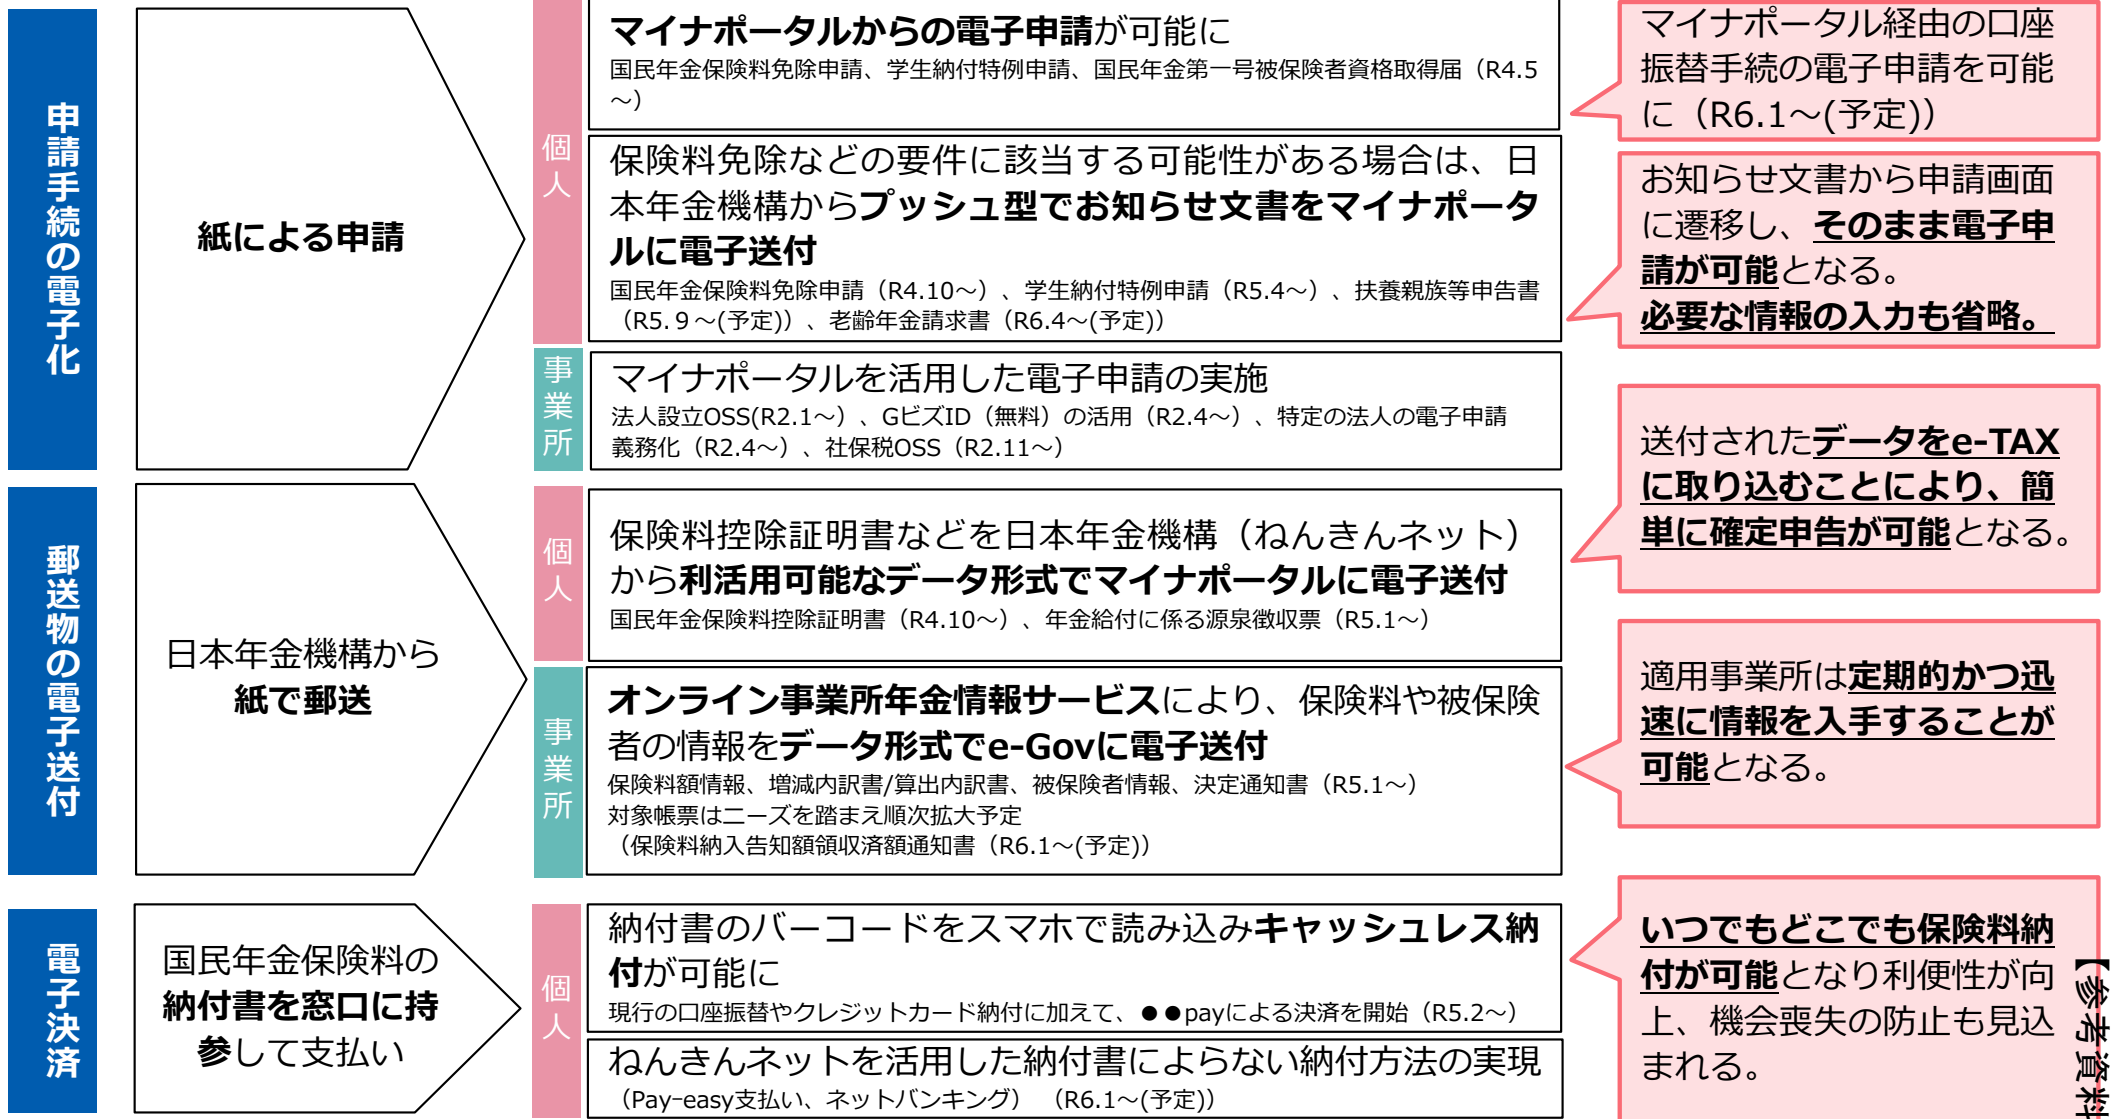 申請手続の電子化
紙による申請
個人
マイナポータルからの電子申請が可能に
国民年金保険料免除申請、学生納付特例申請、国民年金第一号被保険者資格取得届（R4.5
～）
マイナポータル経由の口座
振替手続の電子申請を可能
に（R6.1～(予定)）
保険料免除などの要件に該当する可能性がある場合は、日
本年金機構からプッシュ型でお知らせ文書をマイナポータ
ルに電子送付
国民年金保険料免除申請（R4.10～）、学生納付特例申請（R5.4～）、扶養親族等申告書
（R5.９～(予定)）、老齢年金請求書（R6.4～(予定)）
お知らせ文書から申請画面
に遷移し、そのまま電子申
請が可能となる。
必要な情報の入力も省略。
事業所
マイナポータルを活用した電子申請の実施
法人設立OSS(R2.1～）、GビズID（無料）の活用（R2.4～）、特定の法人の電子申請
義務化（R2.4～）、社保税OSS（R2.11～）
郵送物の電子送付
日本年金機構から
紙で郵送
個人
保険料控除証明書などを日本年金機構（ねんきんネット）
から利活用可能なデータ形式でマイナポータルに電子送付
国民年金保険料控除証明書（R4.10～）、年金給付に係る源泉徴収票（R5.1～）
送付されたデータをe-TAX
に取り込むことにより、簡
単に確定申告が可能となる。
事業所
オンライン事業所年金情報サービスにより、保険料や被保険
者の情報をデータ形式でe-Govに電子送付
保険料額情報、増減内訳書/算出内訳書、被保険者情報、決定通知書（R5.1～）
対象帳票はニーズを踏まえ順次拡大予定
（保険料納入告知額領収済額通知書（R6.1～(予定)）
適用事業所は定期的かつ迅
速に情報を入手することが
可能となる。
電子決済
国民年金保険料の
納付書を窓口に持
参して支払い
個人
納付書のバーコードをスマホで読み込みキャッシュレス納
付が可能に
現行の口座振替やクレジットカード納付に加えて、●●payによる決済を開始（R5.2～）
ねんきんネットを活用した納付書によらない納付方法の実現
（Pay-easy支払い、ネットバンキング）（R6.1～(予定)）
いつでもどこでも保険料納
付が可能となり利便性が向
上、機会喪失の防止も見込
まれる。
【参考資料